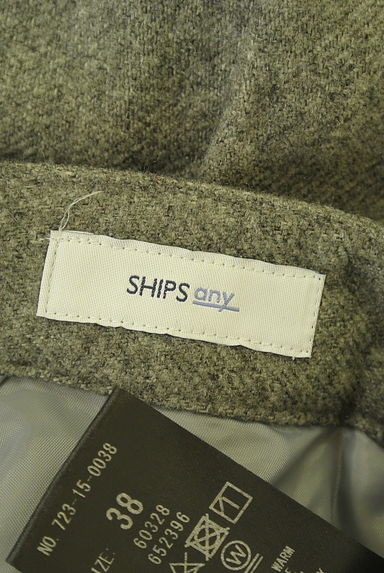 SHIPS any
NO. 723-15-0038
SIZE: 38
60328
652396
W
WARM